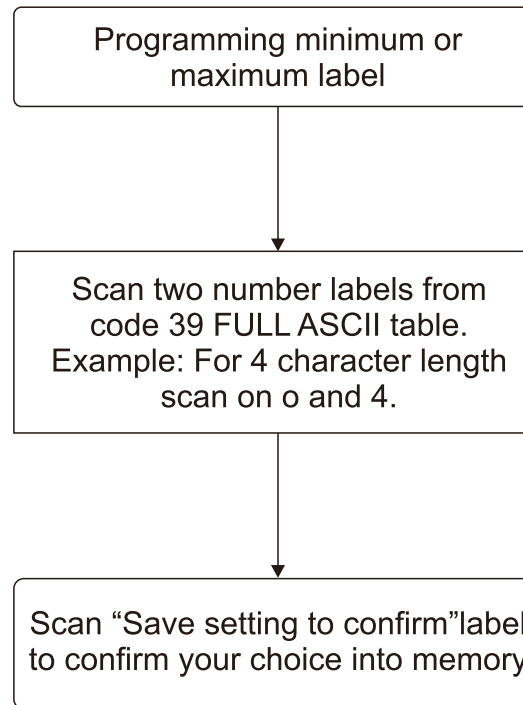 Programming minimum or
maximum label
Scan two number labels from
code 39 FULL ASCII table.
Example: For 4 character length
scan on o and 4.
Scan “Save setting to confirm”label
to confirm your choice into memory